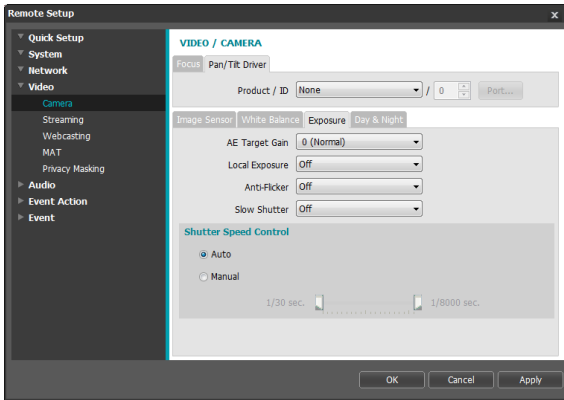 Remote Setup
x
Quick Setup
System
Network
Video
Camera
Streaming
Webcasting
MAT
Privacy Masking
Audio
Event Action
Event
VIDEO / CAMERA
Focus Pan/Tilt Driver
Product / ID None / 0 Port...
Image Sensor White Balance Exposure Day & Night
AE Target Gain 0 (Normal)
Local Exposure Off
Anti-Flicker Off
Slow Shutter Off
Shutter Speed Control
Auto
Manual
1/30 sec. 1/8000 sec.
OK Cancel Apply